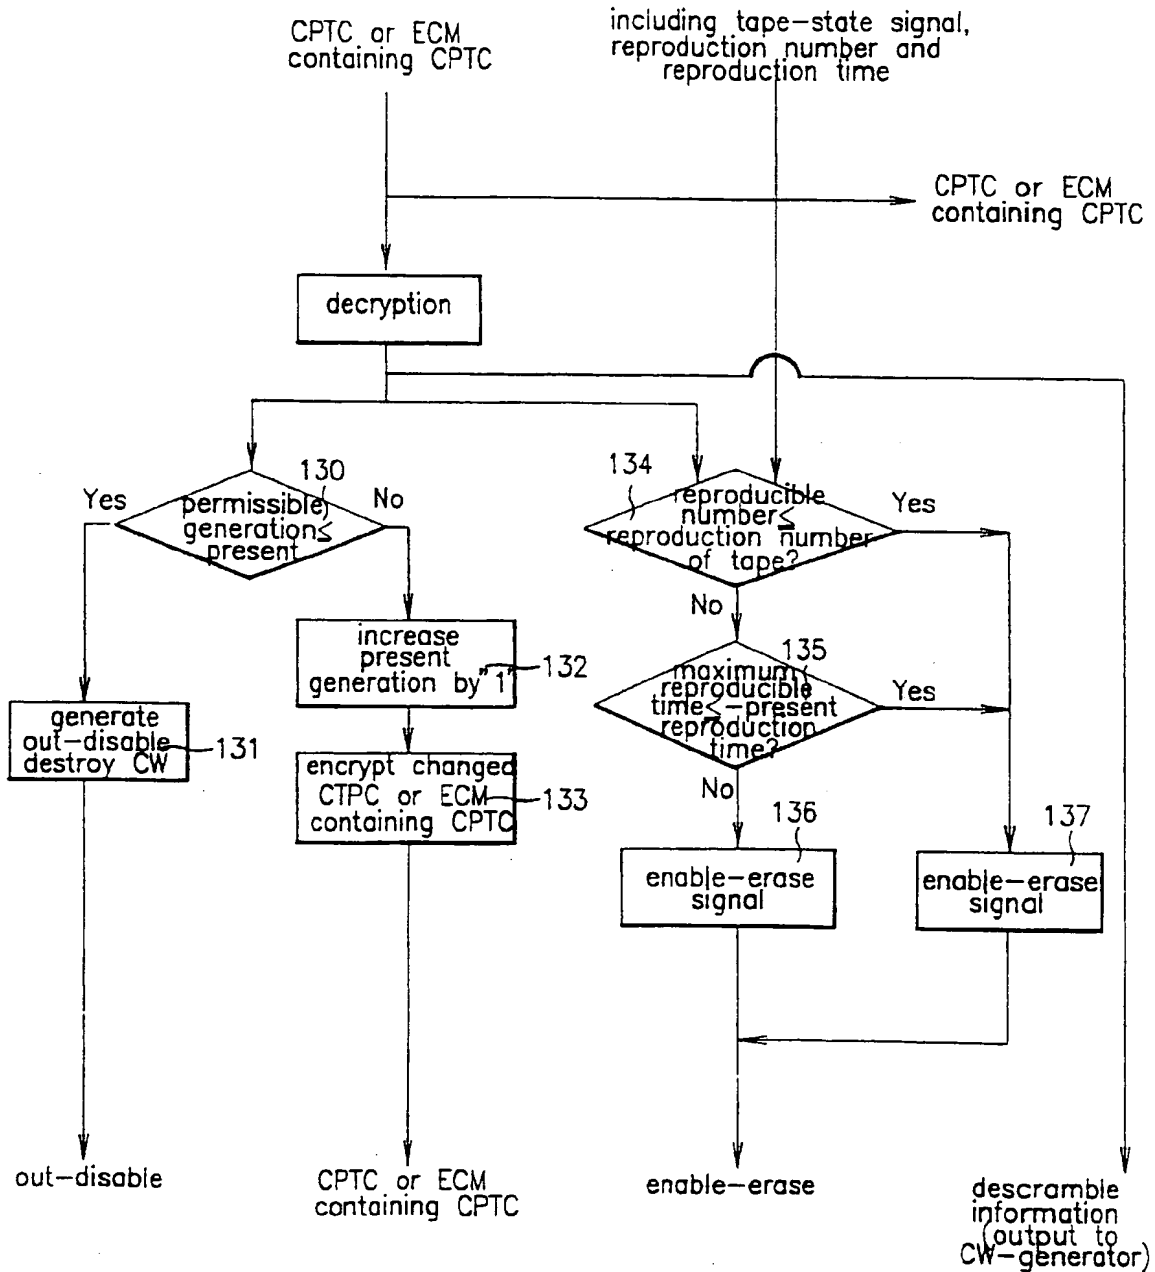 CPTC or ECM
containing CPTC
including tape-state signal,
reproduction number and
reproduction time
CPTC or ECM
containing CPTC
decryption
130
permissible
generation≤
present
Yes
No
134
reproducible
number≤
reproduction number
of tape?
Yes
No
increase
present
generation by"1"
132
135
maximum
reproducible
time≤-present
reproduction
time?
Yes
No
generate
out-disable
destroy CW
131
encrypt changed
CTPC or ECM
containing CPTC
133
136
enable-erase
signal
137
enable-erase
signal
out-disable
CPTC or ECM
containing CPTC
enable-erase
descramble
information
(output to
CW-generator)